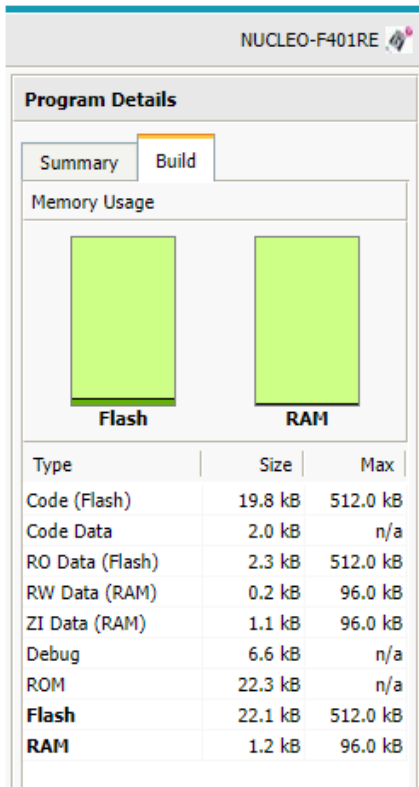 NUCLEO-F401RE
Program Details
Summary Build
Memory Usage
Flash RAM
Type Size Max
Code (Flash) 19.8 kB 512.0 kB
Code Data 2.0 kB n/a
RO Data (Flash) 2.3 kB 512.0 kB
RW Data (RAM) 0.2 kB 96.0 kB
ZI Data (RAM) 1.1 kB 96.0 kB
Debug 6.6 kB n/a
ROM 22.3 kB n/a
Flash 22.1 kB 512.0 kB
RAM 1.2 kB 96.0 kB